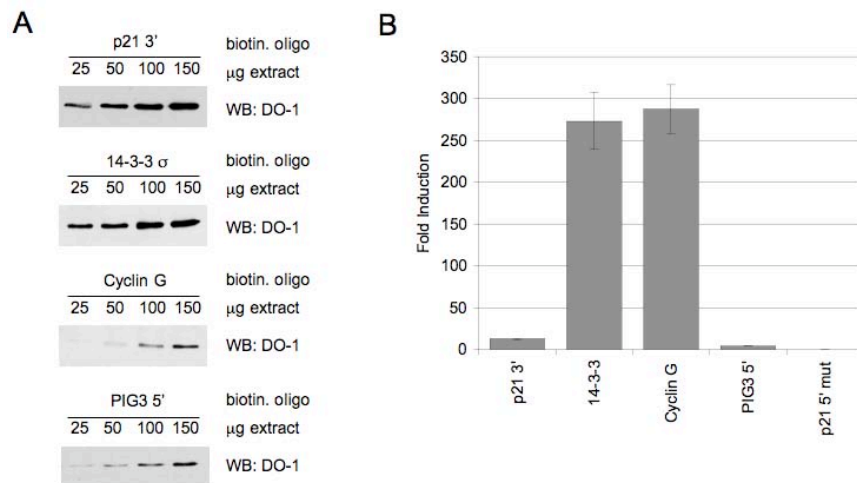 A
p21 3’ biotin. oligo
25 50 100 150 µg extract
WB: DO-1
14-3-3 σ biotin. oligo
25 50 100 150 µg extract
WB: DO-1
Cyclin G biotin. oligo
25 50 100 150 µg extract
WB: DO-1
PIG3 5’ biotin. oligo
25 50 100 150 µg extract
WB: DO-1
B
Fold Induction
350
300
250
200
150
100
50
0
p21 3'
14-3-3
Cyclin G
PIG3 5'
p21 5' mut